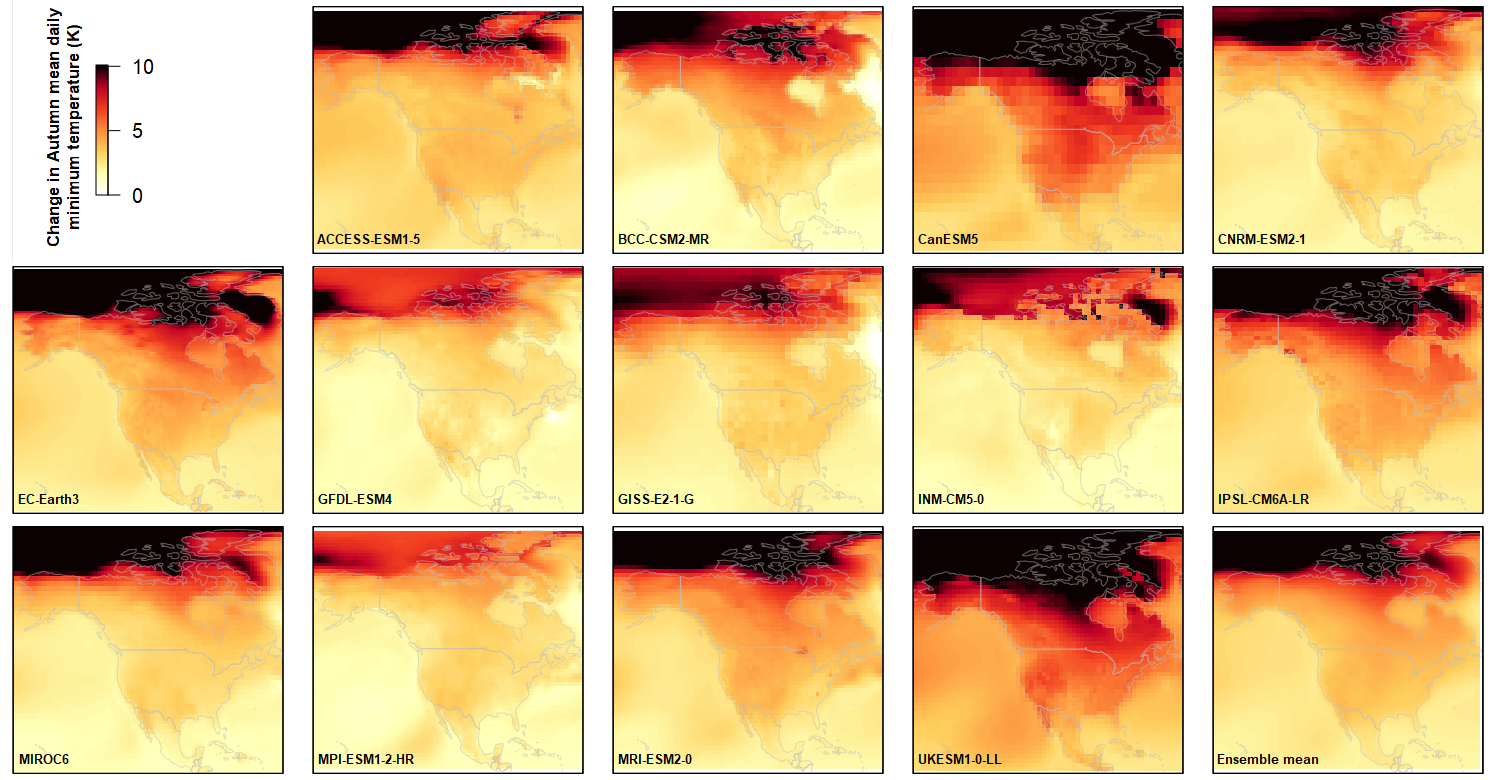 Change in Autumn mean daily
minimum temperature (K)
10
5
0
ACCESS-ESM1-5
BCC-CSM2-MR
CanESM5
CNRM-ESM2-1
EC-Earth3
GFDL-ESM4
GISS-E2-1-G
INM-CM5-0
IPSL-CM6A-LR
MIROC6
MPI-ESM1-2-HR
MRI-ESM2-0
UKESM1-0-LL
Ensemble mean